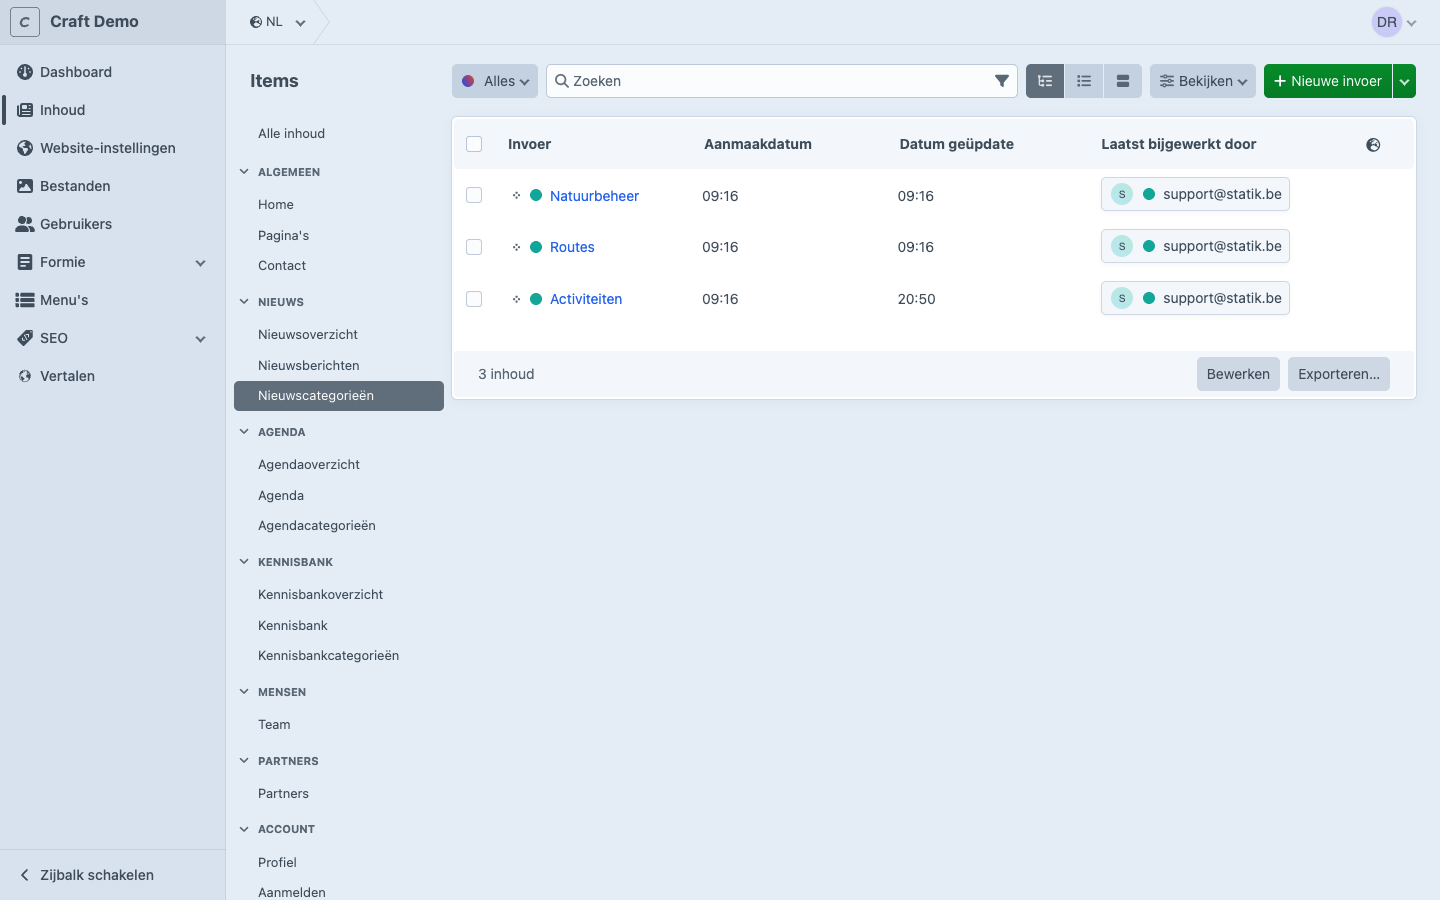 C Craft Demo
NL
DR
Dashboard
Inhoud
Website-instellingen
Bestanden
Gebruikers
Formie
Menu's
SEO
Vertalen
Zijbalk schakelen
Items
Alle inhoud
ALGEMEEN
Home
Pagina's
Contact
NIEUWS
Nieuwsoverzicht
Nieuwsberichten
Nieuwscategorieën
AGENDA
Agendaoverzicht
Agenda
Agendacategorieën
KENNISBANK
Kennisbankoverzicht
Kennisbank
Kennisbankcategorieën
MENSEN
Team
PARTNERS
Partners
ACCOUNT
Profiel
Aanmelden
Alles Zoeken Bekijken Nieuwe invoer
Invoer Aanmaakdatum Datum geüpdate Laatst bijgewerkt door
Natuurbeheer 09:16 09:16 S support@statik.be
Routes 09:16 09:16 S support@statik.be
Activiteiten 09:16 20:50 S support@statik.be
3 inhoud Bewerken Exporteren…